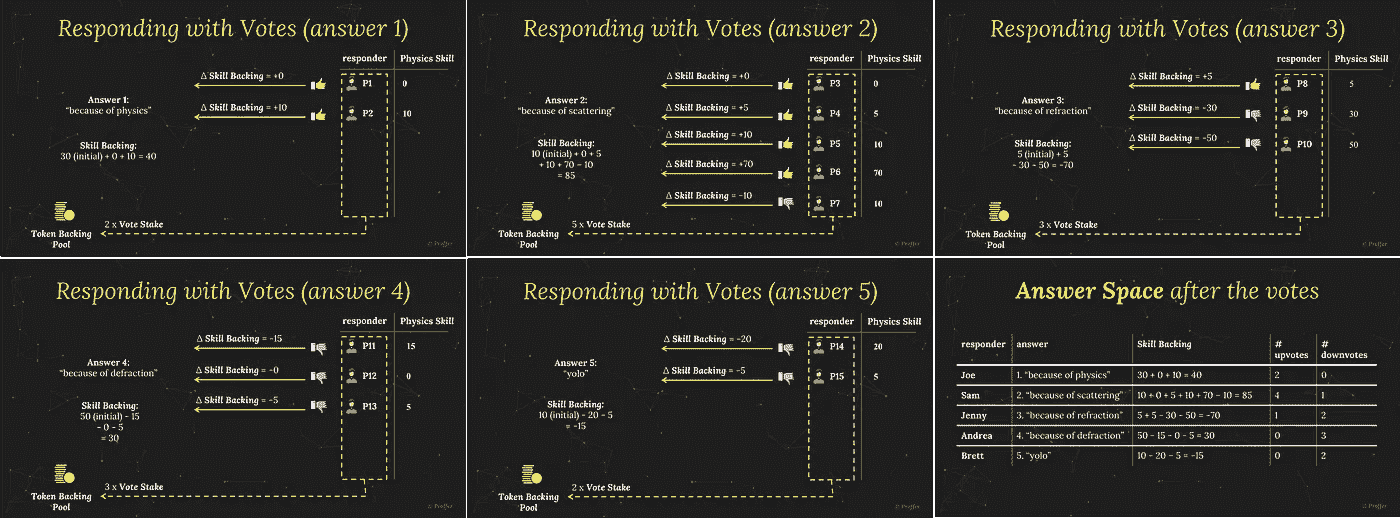 Responding with Votes (answer 1)
responder Physics Skill
Δ Skill Backing = +0
P1 0
Δ Skill Backing = +10
P2 10
Answer 1:
"because of physics"
Skill Backing:
30 (initial) + 0 + 10 = 40
2 x Vote Stake
Token Backing
Pool
© Proffer
Responding with Votes (answer 2)
responder Physics Skill
Δ Skill Backing = +0
P3 0
Δ Skill Backing = +5
P4 5
Δ Skill Backing = +10
P5 10
Δ Skill Backing = +70
P6 70
Δ Skill Backing = -10
P7 10
Answer 2:
"because of scattering"
Skill Backing:
10 (initial) + 0 + 5
+ 10 + 70 - 10
= 85
5 x Vote Stake
Token Backing
Pool
© Proffer
Responding with Votes (answer 3)
responder Physics Skill
Δ Skill Backing = +5
P8 5
Δ Skill Backing = -30
P9 30
Δ Skill Backing = -50
P10 50
Answer 3:
"because of refraction"
Skill Backing:
5 (initial) + 5
- 30 - 50 = -70
3 x Vote Stake
Token Backing
Pool
© Proffer
Responding with Votes (answer 4)
responder Physics Skill
Δ Skill Backing = -15
P11 15
Δ Skill Backing = -0
P12 0
Δ Skill Backing = -5
P13 5
Answer 4:
"because of defraction"
Skill Backing:
50 (initial) - 15
- 0 - 5
= 30
3 x Vote Stake
Token Backing
Pool
© Proffer
Responding with Votes (answer 5)
responder Physics Skill
Δ Skill Backing = -20
P14 20
Δ Skill Backing = -5
P15 5
Answer 5:
"yolo"
Skill Backing:
10 (initial) - 20 - 5
= -15
2 x Vote Stake
Token Backing
Pool
© Proffer
Answer Space after the votes
responder answer Skill Backing # upvotes # downvotes
Joe 1. "because of physics" 30 + 0 + 10 = 40 2 0
Sam 2. "because of scattering" 10 + 0 + 5 + 10 + 70 - 10 = 85 4 1
Jenny 3. "because of refraction" 5 + 5 - 30 - 50 = -70 1 2
Andrea 4. "because of defraction" 50 - 15 - 0 - 5 = 30 0 3
Brett 5. "yolo" 10 - 20 - 5 = -15 0 2
© Proffer